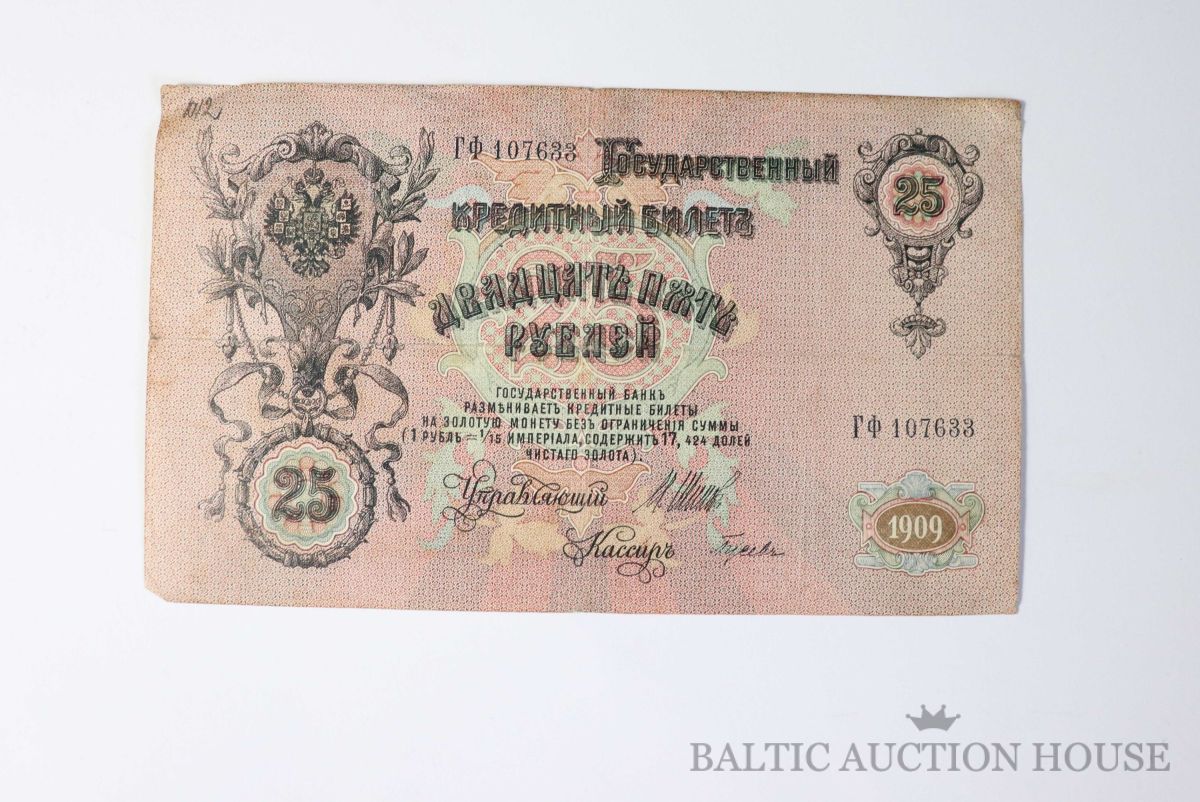 ГФ 107633
ГОСУДАРСТВЕННЫЙ
КРЕДИТНЫЙ БИЛЕТЪ
ДВАДЦАТЬ ПЯТЬ
РУБЛЕЙ
25
ГОСУДАРСТВЕННЫЙ БАНКЪ
РАЗМѢНИВАЕТЪ КРЕДИТНЫЕ БИЛЕТЫ
НА ЗОЛОТУЮ МОНЕТУ БЕЗЪ ОГРАНИЧЕНІЯ СУММЫ
(1 РУБЛЬ = 1/15 ИМПЕРІАЛА, СОДЕРЖИТЪ 17, 424 ДОЛЕЙ
ЧИСТАГО ЗОЛОТА).
25
Управляющій
Кассиръ
ГФ 107633
1909
25
BALTIC AUCTION HOUSE